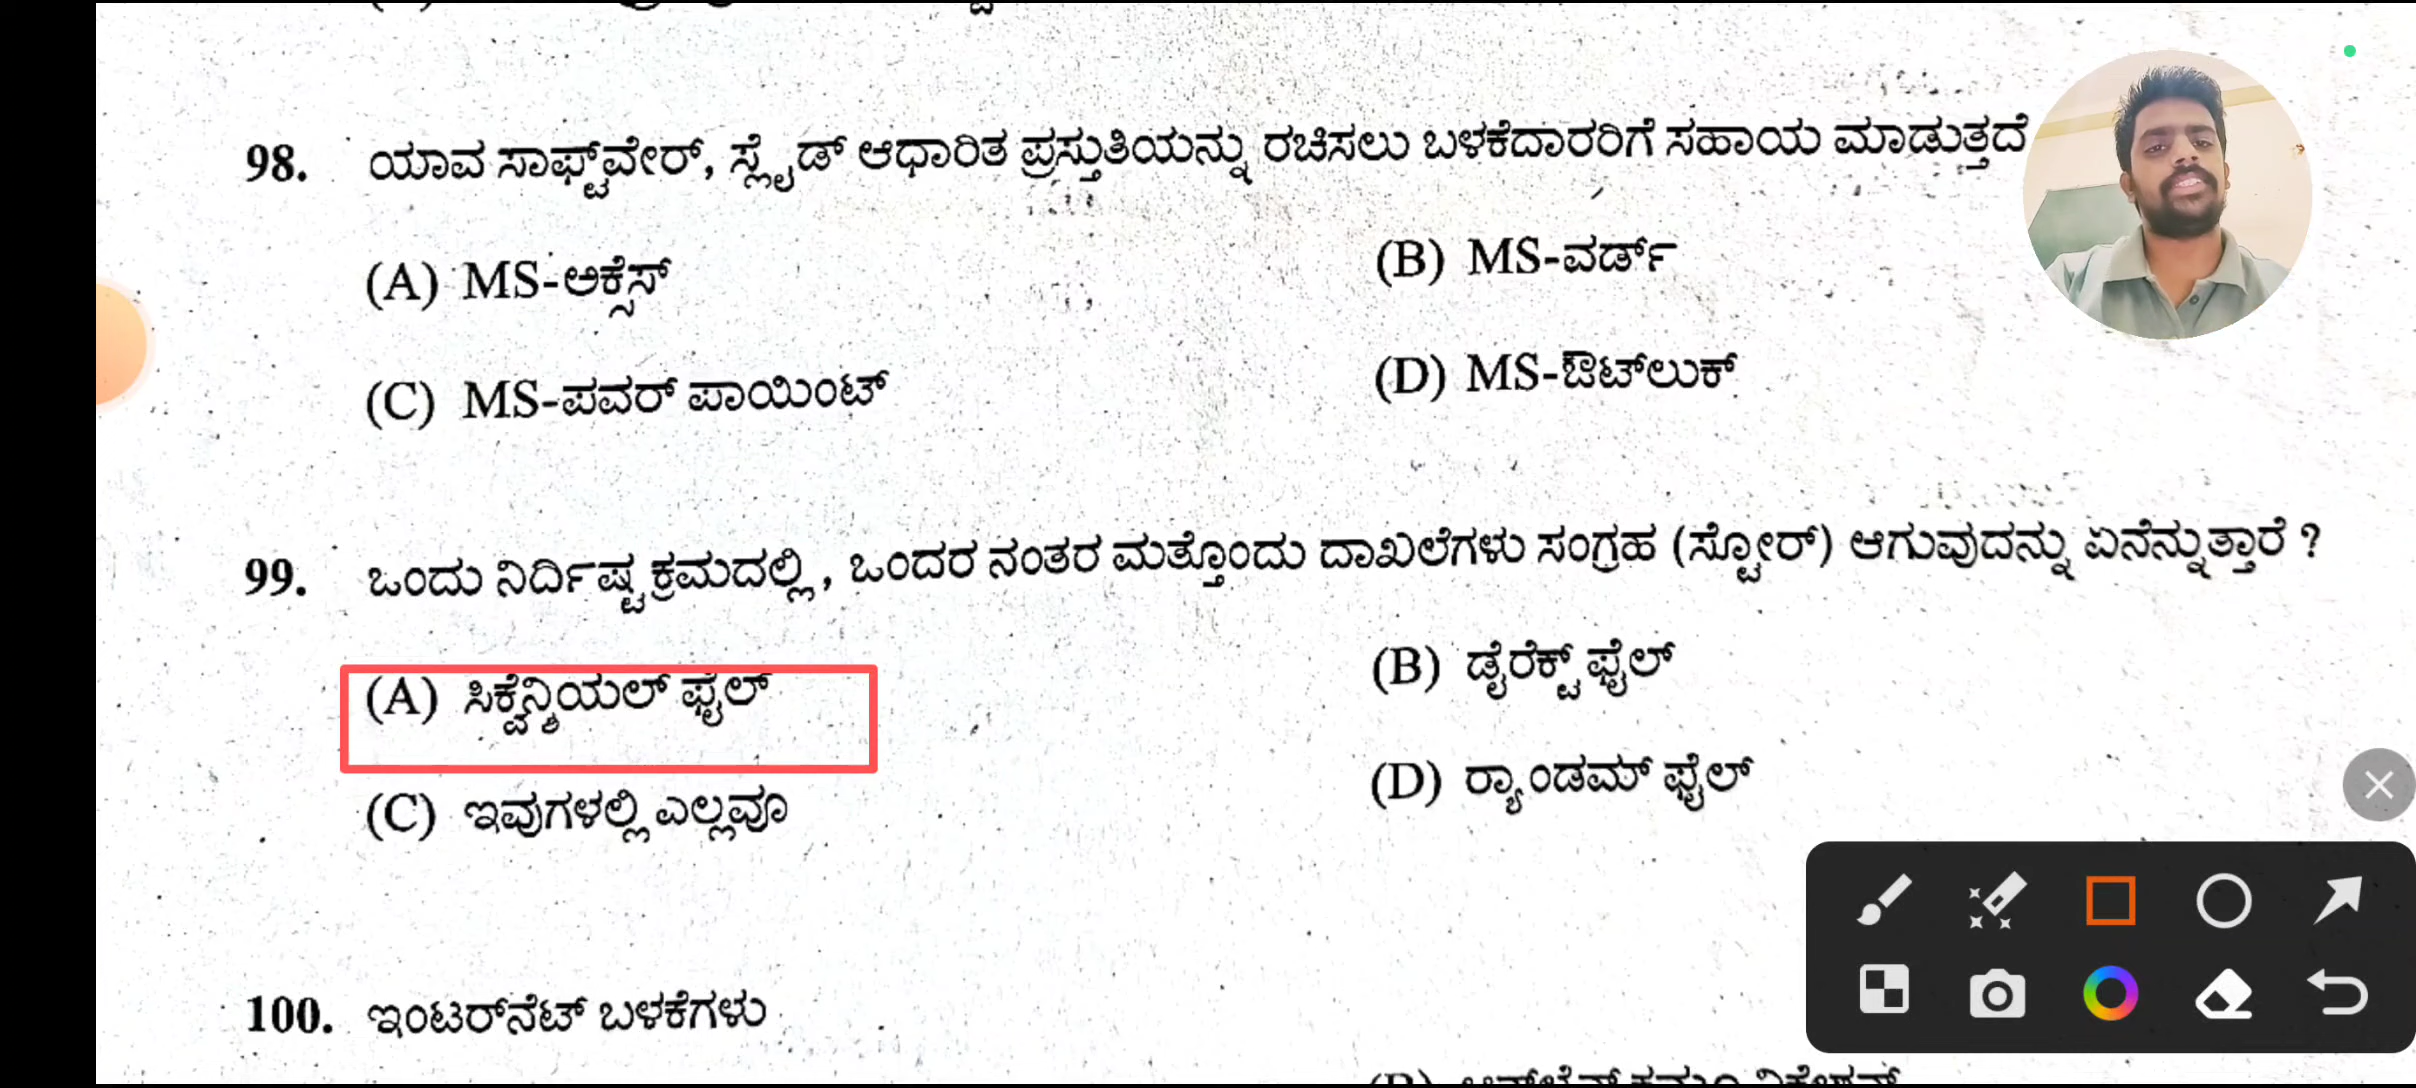 98. ಯಾವ ಸಾಫ್ಟ್‌ವೇರ್, ಸ್ಲೈಡ್ ಆಧಾರಿತ ಪ್ರಸ್ತುತಿಯನ್ನು ರಚಿಸಲು ಬಳಕೆದಾರರಿಗೆ ಸಹಾಯ ಮಾಡುತ್ತದೆ
(A) MS-ಅಕ್ಸೆಸ್
(B) MS-ವರ್ಡ್
(C) MS-ಪವರ್ ಪಾಯಿಂಟ್
(D) MS-ಔಟ್‌ಲುಕ್
99. ಒಂದು ನಿರ್ದಿಷ್ಟ ಕ್ರಮದಲ್ಲಿ, ಒಂದರ ನಂತರ ಮತ್ತೊಂದು ದಾಖಲೆಗಳು ಸಂಗ್ರಹ (ಸ್ಟೋರ್) ಆಗುವುದನ್ನು ಏನೆನ್ನುತ್ತಾರೆ ?
(A) ಸಿಕ್ವೆನ್ಶಿಯಲ್ ಫೈಲ್
(B) ಡೈರೆಕ್ಟ್ ಫೈಲ್
(C) ಇವುಗಳಲ್ಲಿ ಎಲ್ಲವೂ
(D) ರ‍್ಯಾಂಡಮ್ ಫೈಲ್
100. ಇಂಟರ್‌ನೆಟ್ ಬಳಕೆಗಳು